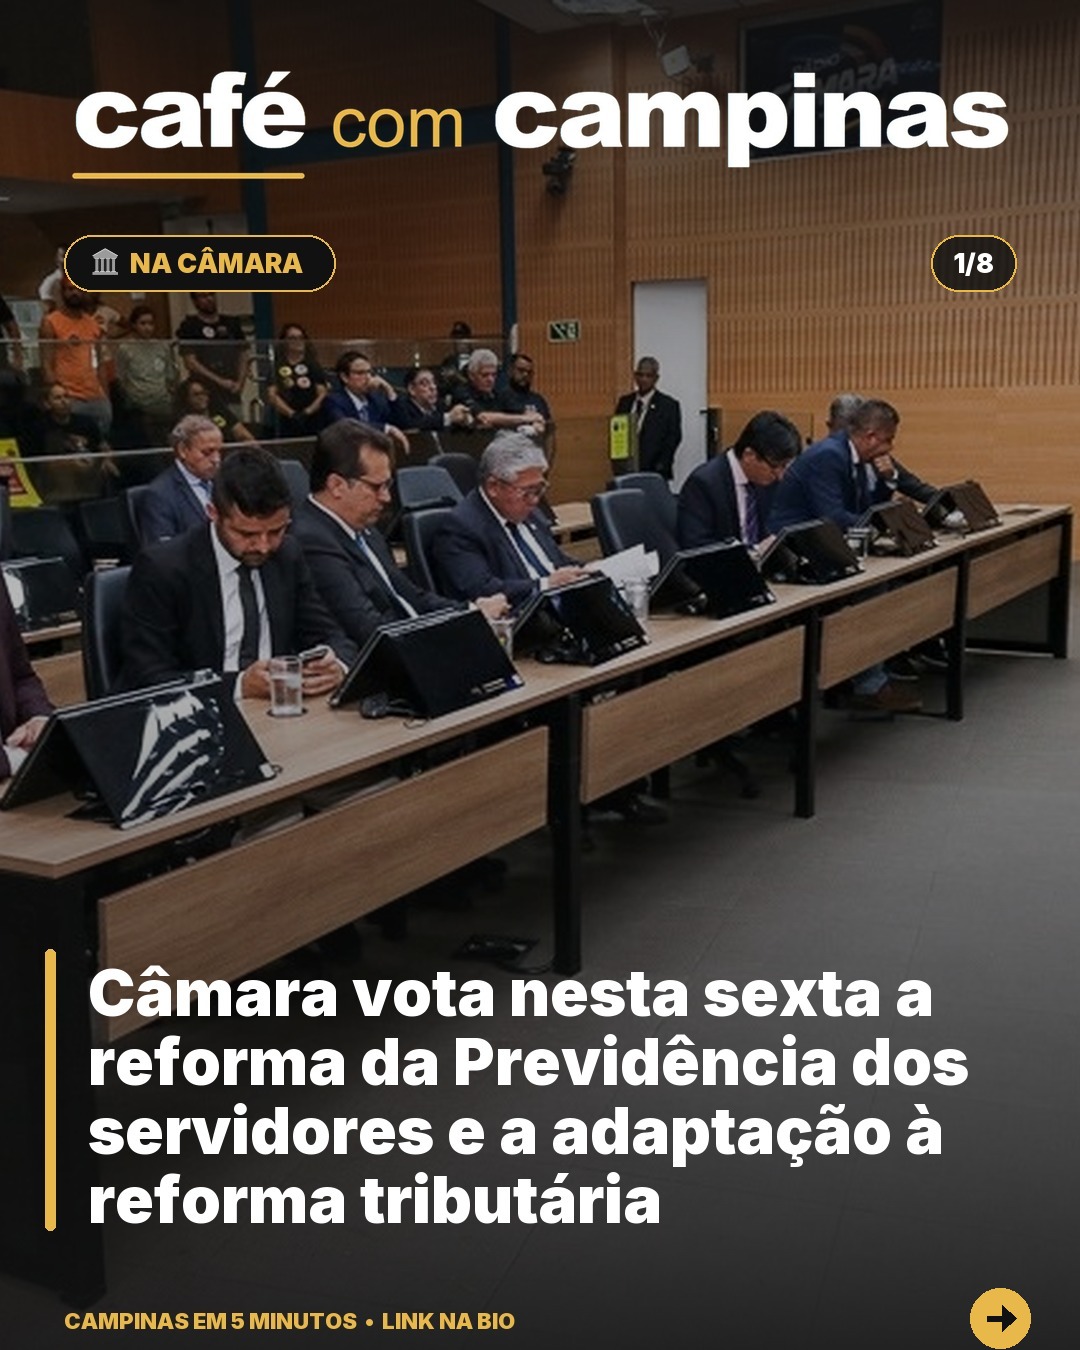 café com campinas
NA CÂMARA
1/8
Câmara vota nesta sexta a
reforma da Previdência dos
servidores e a adaptação à
reforma tributária
CAMPINAS EM 5 MINUTOS • LINK NA BIO